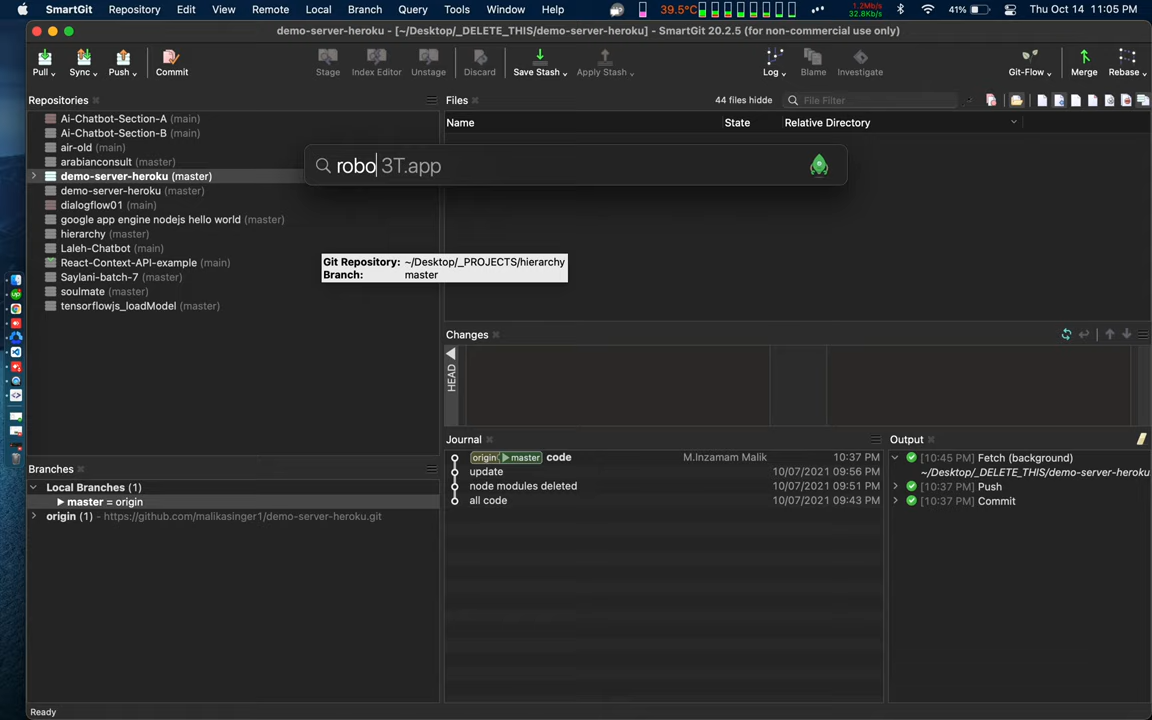 SmartGit Repository Edit View Remote Local Branch Query Tools Window Help 39.5°C 1.2Mb/s 32.8Kb/s 41% Thu Oct 14 11:05 PM
demo-server-heroku - [~/Desktop/_DELETE_THIS/demo-server-heroku] - SmartGit 20.2.5 (for non-commercial use only)
Pull Sync Push Commit Stage Index Editor Unstage Discard Save Stash Apply Stash Log Blame Investigate Git-Flow Merge Rebase
Repositories Files 44 files hidden File Filter
Name State Relative Directory
Ai-Chatbot-Section-A (main)
Ai-Chatbot-Section-B (main)
air-old (main)
arabianconsult (master)
robo 3T.app
demo-server-heroku (master)
demo-server-heroku (master)
dialogflow01 (main)
google app engine nodejs hello world (master)
hierarchy (master)
Laleh-Chatbot (main)
React-Context-API-example (main)
Saylani-batch-7 (master)
soulmate (master)
tensorflowjs_loadModel (master)
Git Repository: ~/Desktop/_PROJECTS/hierarchy
Branch: master
Changes
HEAD
Journal
origin master code M.Inzamam Malik 10:37 PM
update 10/07/2021 09:56 PM
node modules deleted 10/07/2021 09:51 PM
all code 10/07/2021 09:43 PM
Output
[10:45 PM] Fetch (background)
~/Desktop/_DELETE_THIS/demo-server-heroku
[10:37 PM] Push
[10:37 PM] Commit
Branches
Local Branches (1)
master = origin
origin (1) - https://github.com/malikasinger1/demo-server-heroku.git
Ready